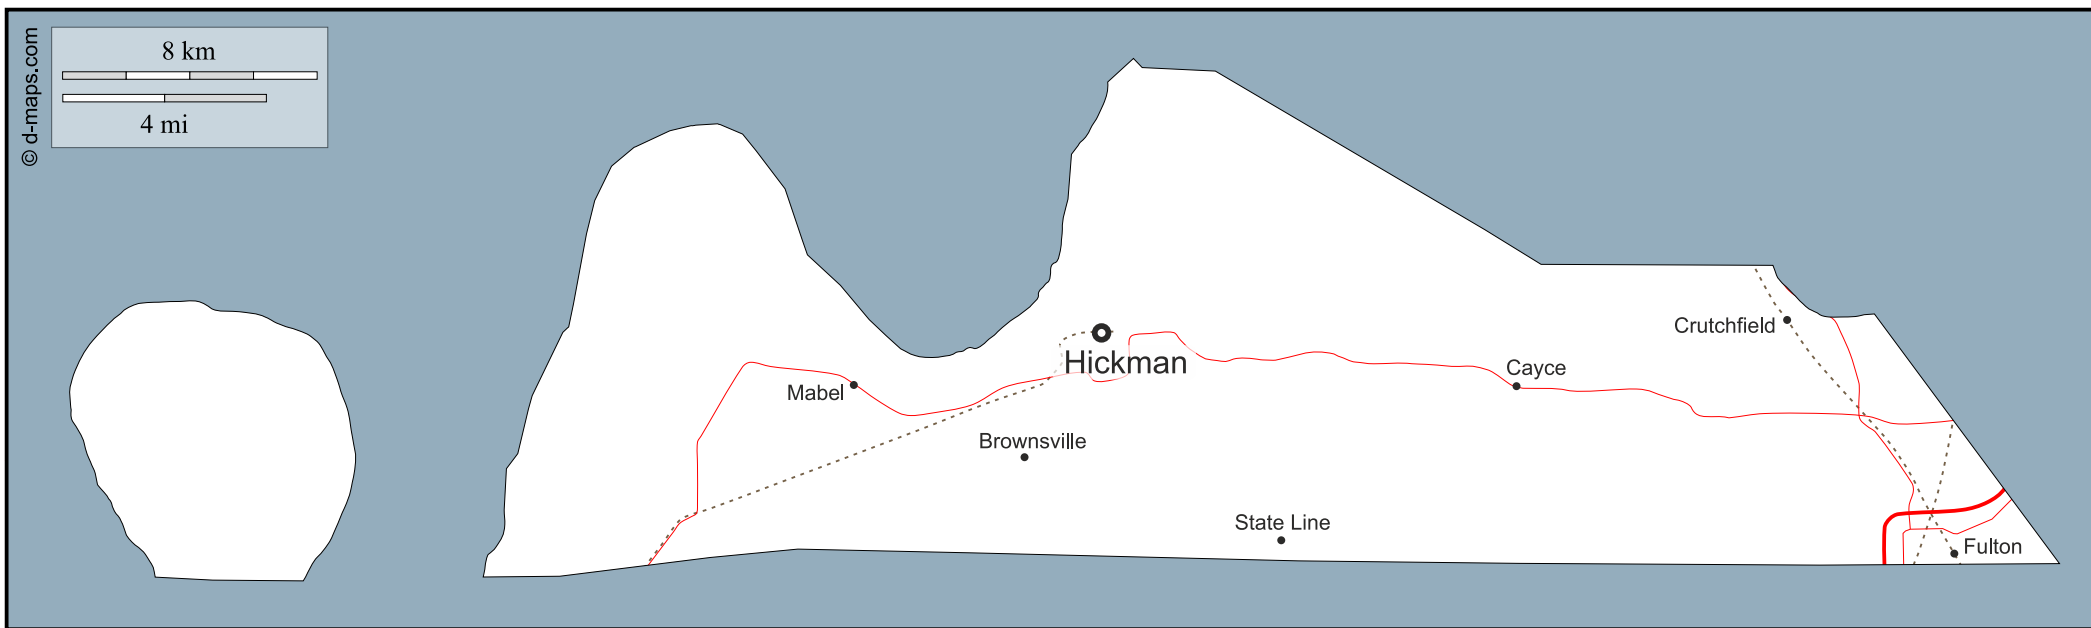 8 km
4 mi
© d-maps.com
Crutchfield
Hickman
Cayce
Mabel
Brownsville
State Line
Fulton